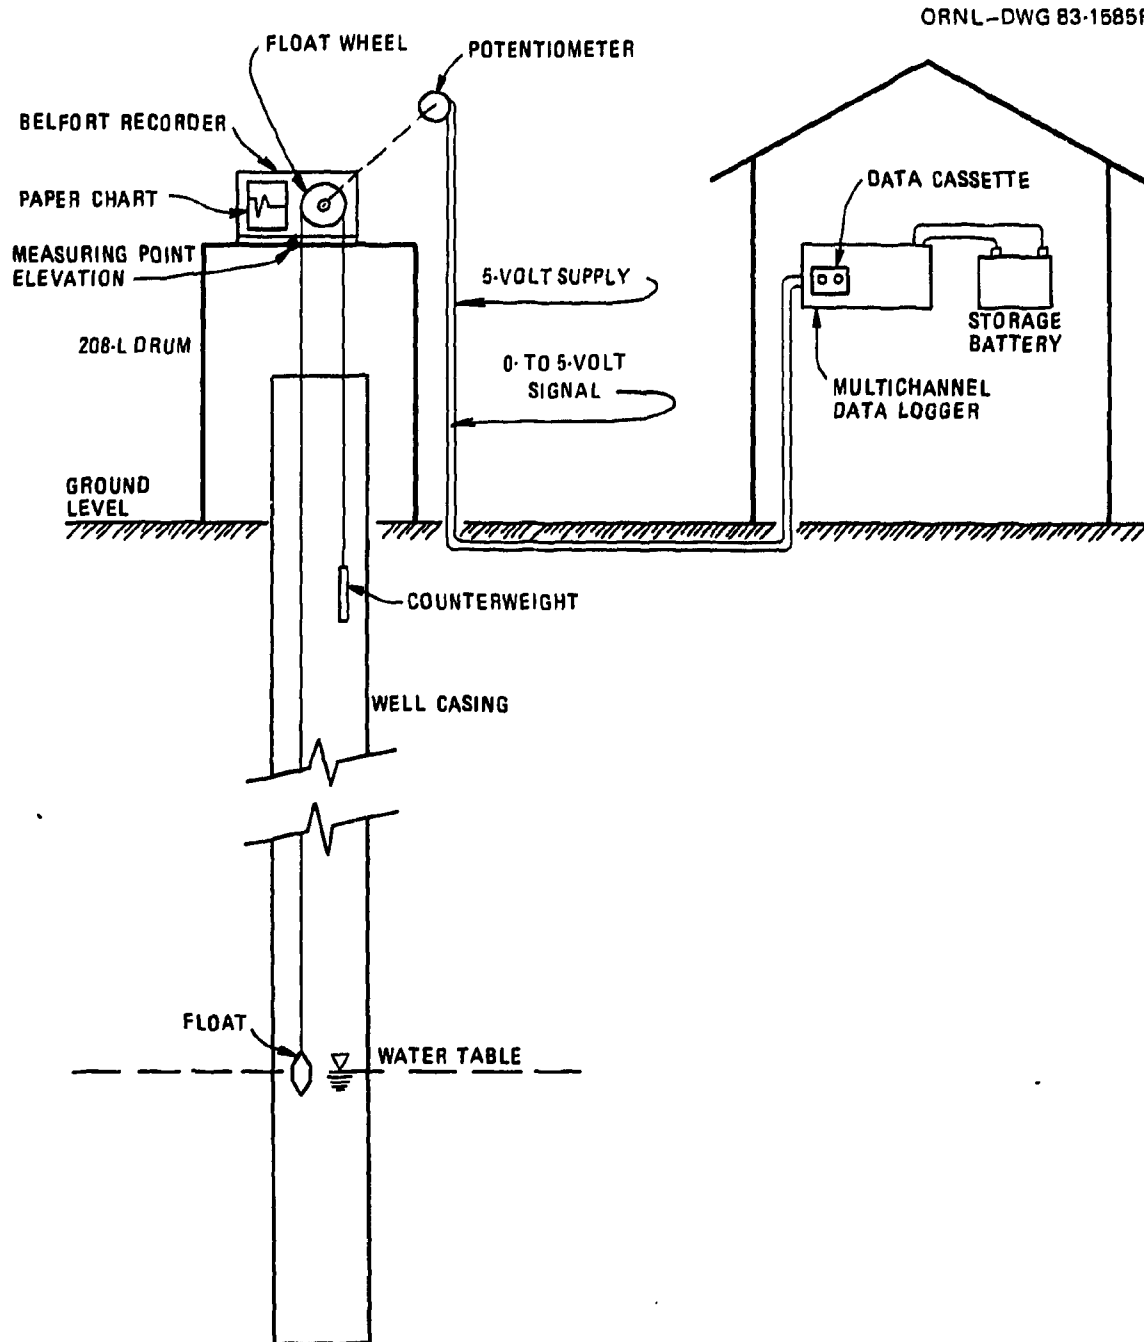 ORNL-DWG 83-1585
FLOAT WHEEL
POTENTIOMETER
BELFORT RECORDER
PAPER CHART
MEASURING POINT
ELEVATION
208-L DRUM
DATA CASSETTE
5-VOLT SUPPLY
0- TO 5-VOLT
SIGNAL
STORAGE
BATTERY
MULTICHANNEL
DATA LOGGER
GROUND
LEVEL
COUNTERWEIGHT
WELL CASING
FLOAT
WATER TABLE